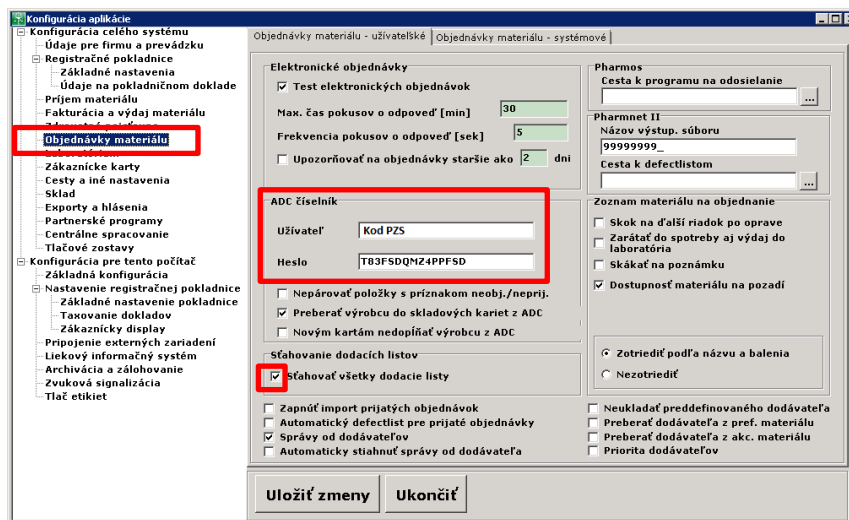 Konfigurácia aplikácie
Konfigurácia celého systému
Údaje pre firmu a prevádzku
Registračné pokladnice
Základné nastavenia
Údaje na pokladničnom doklade
Príjem materiálu
Fakturácia a výdaj materiálu
Objednávky materiálu
Zákaznícke karty
Cesty a iné nastavenia
Sklad
Exporty a hlásenia
Partnerské programy
Centrálne spracovanie
Tlačové zostavy
Konfigurácia pre tento počítač
Základná konfigurácia
Nastavenie registračnej pokladnice
Základné nastavenie pokladnice
Taxovanie dokladov
Zákaznícky display
Pripojenie externých zariadení
Liekový informačný systém
Archivácia a zálohovanie
Zvuková signalizácia
Tlač etikiet
Objednávky materiálu - užívateľské
Objednávky materiálu - systémové
Elektronické objednávky
Test elektronických objednávok
Max. čas pokusov o odpoveď [min] 30
Frekvencia pokusov o odpoveď [sek] 5
Upozorňovať na objednávky staršie ako 2 dni
ADC číselník
Užívateľ Kod PZS
Heslo T83FSDQMZ4PPFSD
Nepárovať položky s príznakom neobj./neprij.
Preberať výrobcu do skladových kariet z ADC
Novým kartám nedopĺňať výrobcu z ADC
Sťahovanie dodacích listov
Sťahovať všetky dodacie listy
Zapnúť import prijatých objednávok
Automatický defectlist pre prijaté objednávky
Správy od dodávateľov
Automaticky stiahnuť správy od dodávateľa
Pharmos
Cesta k programu na odosielanie
...
Pharmnet II
Názov výstup. súboru
99999999_
Cesta k defectlistom
...
Zoznam materiálu na objednanie
Skok na ďalší riadok po oprave
Zarátať do spotreby aj výdaj do
laboratória
Skákať na poznámku
Dostupnosť materiálu na pozadí
Zotriediť podľa názvu a balenia
Nezotriediť
Neukladať preddefinovaného dodávateľa
Preberať dodávateľa z pref. materiálu
Preberať dodávateľa z akc. materiálu
Priorita dodávateľov
Uložiť zmeny
Ukončiť